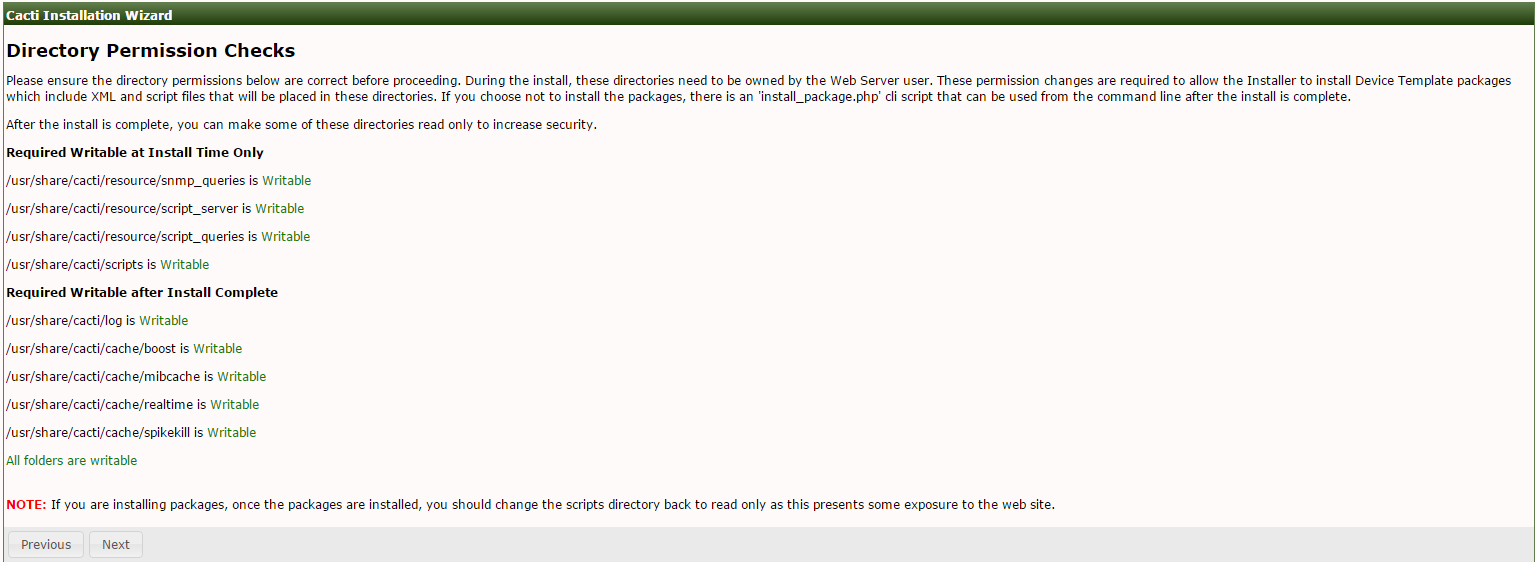 Cacti Installation Wizard
Directory Permission Checks
Please ensure the directory permissions below are correct before proceeding. During the install, these directories need to be owned by the Web Server user. These permission changes are required to allow the Installer to install Device Template packages
which include XML and script files that will be placed in these directories. If you choose not to install the packages, there is an 'install_package.php' cli script that can be used from the command line after the install is complete.
After the install is complete, you can make some of these directories read only to increase security.
Required Writable at Install Time Only
/usr/share/cacti/resource/snmp_queries is Writable
/usr/share/cacti/resource/script_server is Writable
/usr/share/cacti/resource/script_queries is Writable
/usr/share/cacti/scripts is Writable
Required Writable after Install Complete
/usr/share/cacti/log is Writable
/usr/share/cacti/cache/boost is Writable
/usr/share/cacti/cache/mibcache is Writable
/usr/share/cacti/cache/realtime is Writable
/usr/share/cacti/cache/spikekill is Writable
All folders are writable
NOTE: If you are installing packages, once the packages are installed, you should change the scripts directory back to read only as this presents some exposure to the web site.
Previous Next